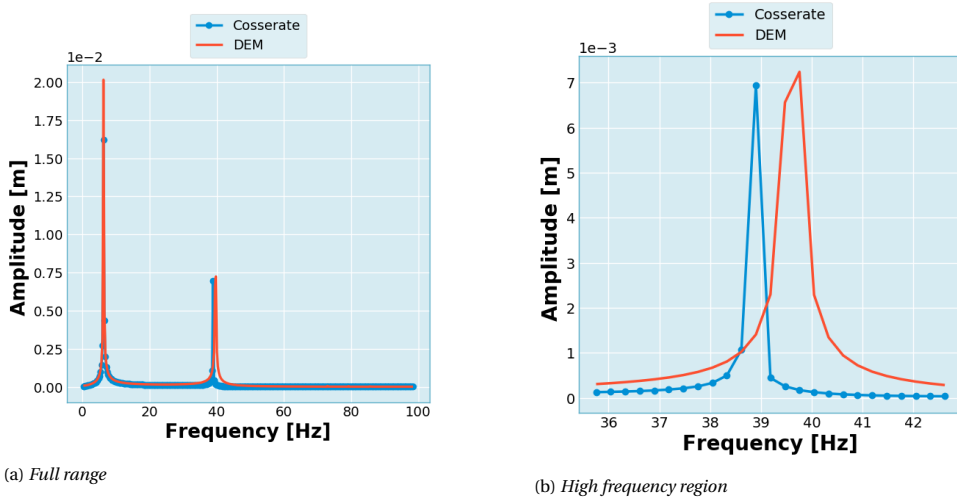 Cosserate
DEM
1e−2
2.00
1.75
1.50
1.25
1.00
0.75
0.50
0.25
0.00
Amplitude [m]
0 20 40 60 80 100
Frequency [Hz]
(a) Full range
Cosserate
DEM
1e−3
7
6
5
4
3
2
1
0
Amplitude [m]
36 37 38 39 40 41 42
Frequency [Hz]
(b) High frequency region